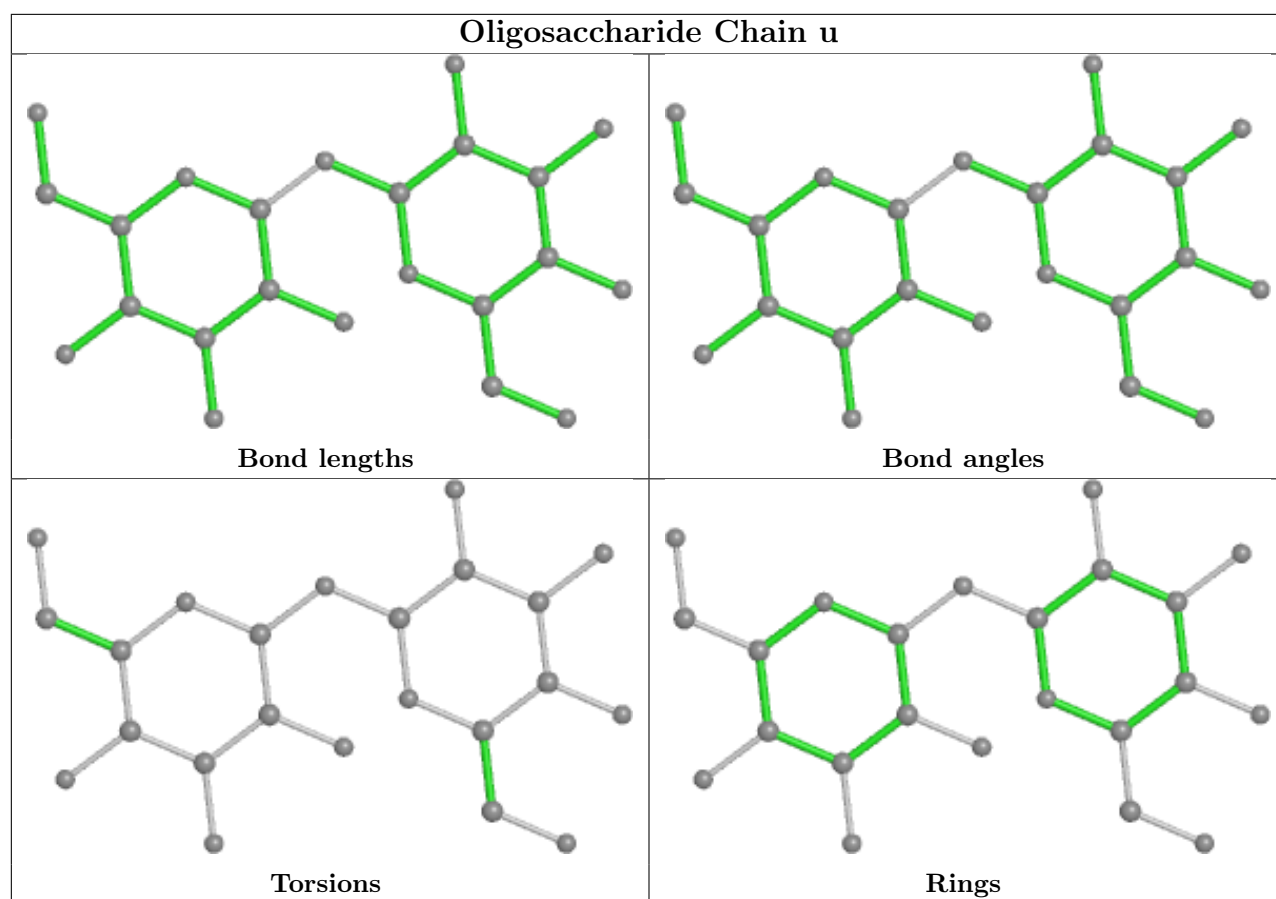 Oligosaccharide Chain u
Bond lengths
Bond angles
Torsions
Rings